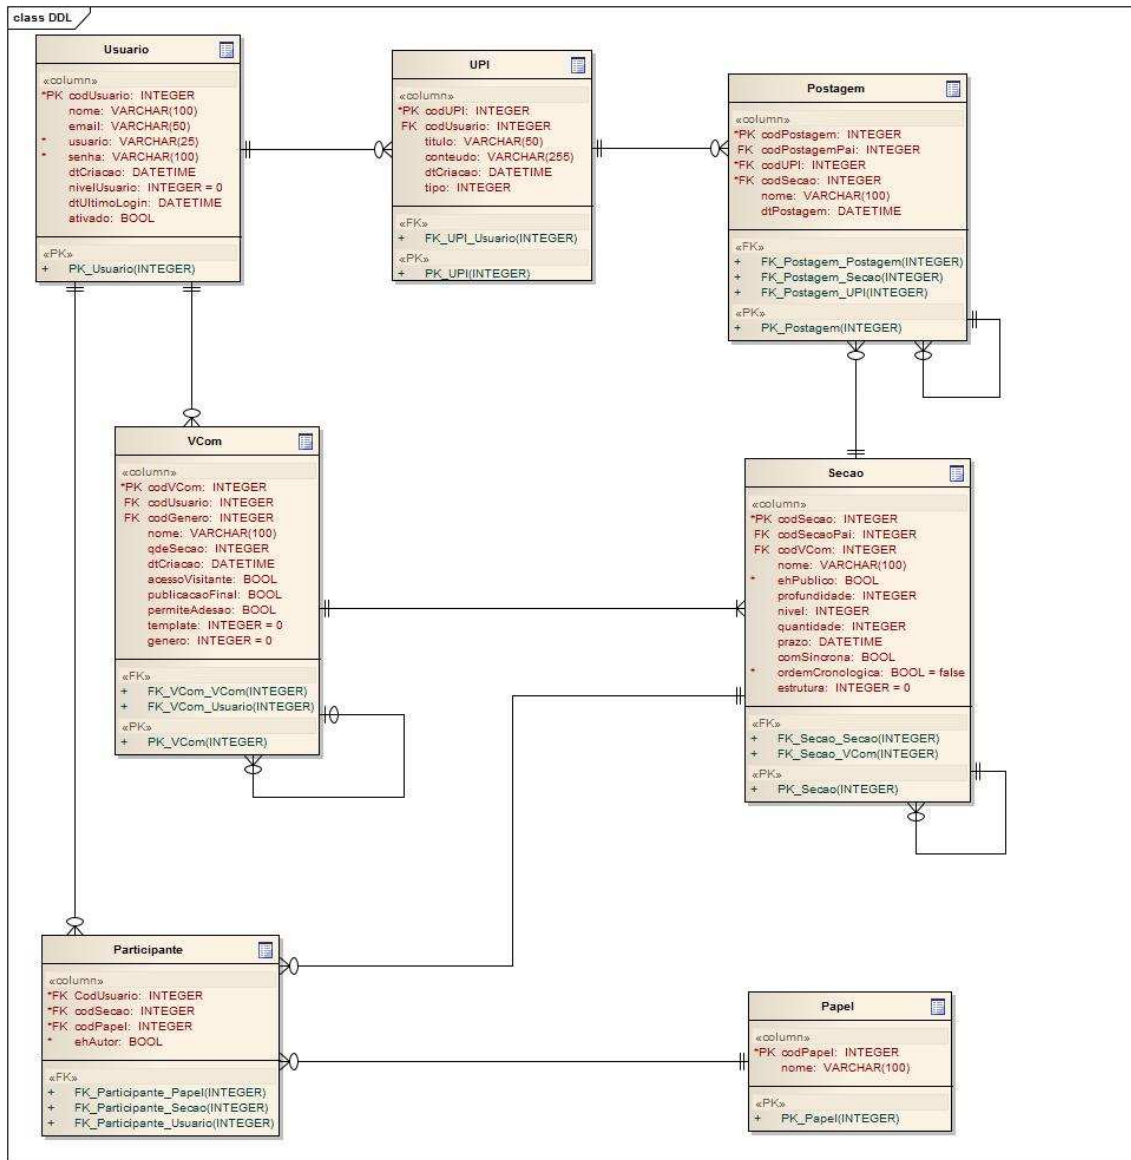 class DDL
Usuario
«column»
*PK codUsuario: INTEGER
nome: VARCHAR(100)
email: VARCHAR(50)
* usuario: VARCHAR(25)
* senha: VARCHAR(100)
dtCriacao: DATETIME
nivelUsuario: INTEGER = 0
dtUltimoLogin: DATETIME
ativado: BOOL
«PK»
+ PK_Usuario(INTEGER)
UPI
«column»
*PK codUPI: INTEGER
FK codUsuario: INTEGER
titulo: VARCHAR(50)
conteudo: VARCHAR(255)
dtCriacao: DATETIME
tipo: INTEGER
«FK»
+ FK_UPI_Usuario(INTEGER)
«PK»
+ PK_UPI(INTEGER)
Postagem
«column»
*PK codPostagem: INTEGER
FK codPostagemPai: INTEGER
*FK codUPI: INTEGER
*FK codSecao: INTEGER
nome: VARCHAR(100)
dtPostagem: DATETIME
«FK»
+ FK_Postagem_Postagem(INTEGER)
+ FK_Postagem_Secao(INTEGER)
+ FK_Postagem_UPI(INTEGER)
«PK»
+ PK_Postagem(INTEGER)
VCom
«column»
*PK codVCom: INTEGER
FK codUsuario: INTEGER
FK codGenero: INTEGER
nome: VARCHAR(100)
qdeSecao: INTEGER
dtCriacao: DATETIME
acessoVisitante: BOOL
publicacaoFinal: BOOL
permiteAdesao: BOOL
template: INTEGER = 0
genero: INTEGER = 0
«FK»
+ FK_VCom_VCom(INTEGER)
+ FK_VCom_Usuario(INTEGER)
«PK»
+ PK_VCom(INTEGER)
Secao
«column»
*PK codSecao: INTEGER
FK codSecaoPai: INTEGER
FK codVCom: INTEGER
nome: VARCHAR(100)
* ehPublico: BOOL
profundidade: INTEGER
nivel: INTEGER
quantidade: INTEGER
prazo: DATETIME
comSincrona: BOOL
* ordemCronologica: BOOL = false
estrutura: INTEGER = 0
«FK»
+ FK_Secao_Secao(INTEGER)
+ FK_Secao_VCom(INTEGER)
«PK»
+ PK_Secao(INTEGER)
Participante
«column»
*FK CodUsuario: INTEGER
*FK codSecao: INTEGER
*FK codPapel: INTEGER
* ehAutor: BOOL
«FK»
+ FK_Participante_Papel(INTEGER)
+ FK_Participante_Secao(INTEGER)
+ FK_Participante_Usuario(INTEGER)
Papel
«column»
*PK codPapel: INTEGER
nome: VARCHAR(100)
«PK»
+ PK_Papel(INTEGER)